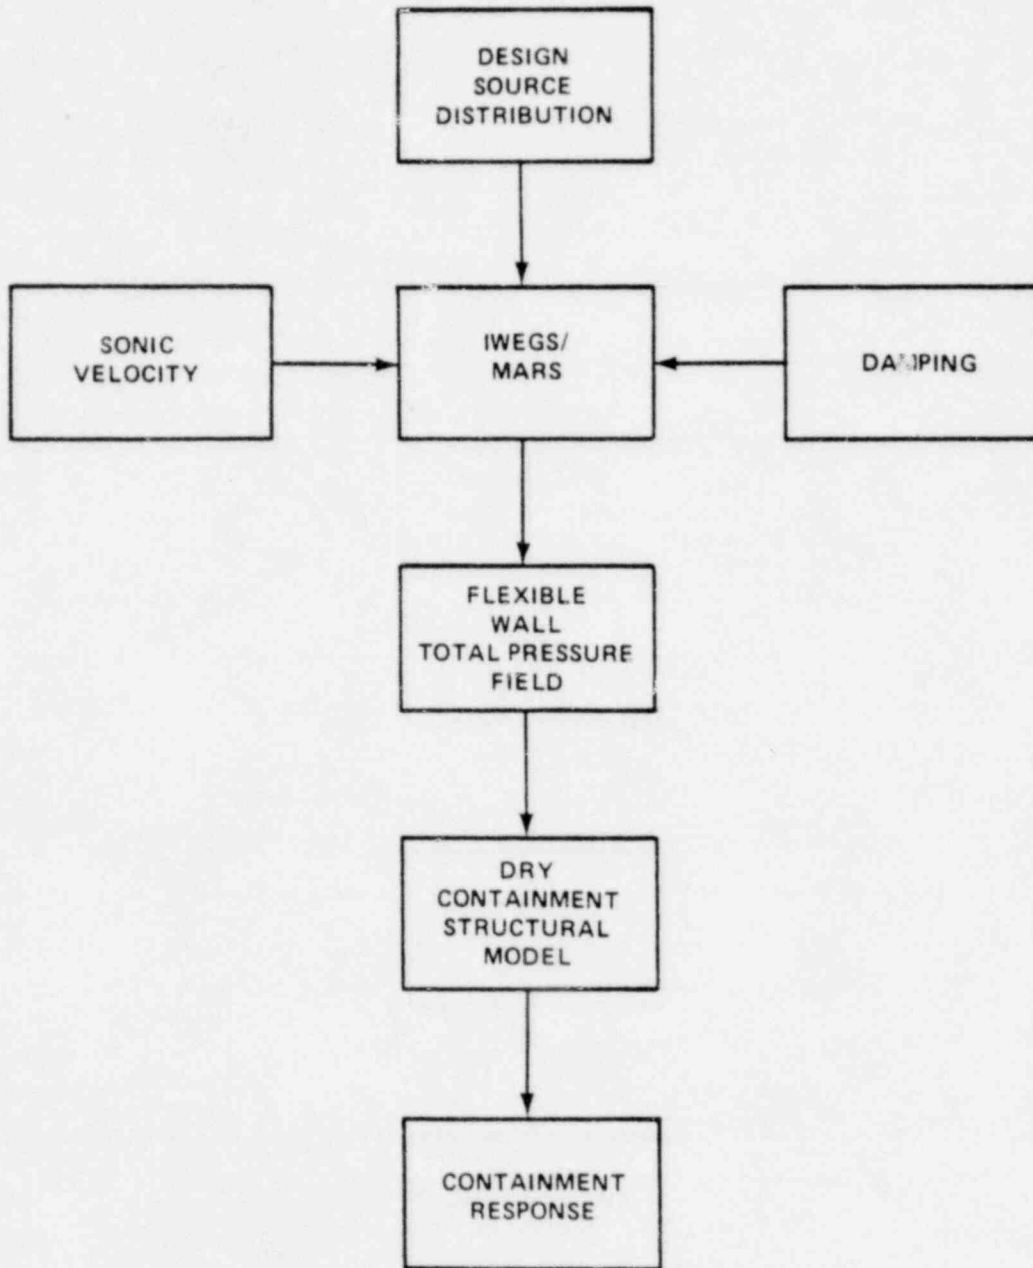 DESIGN
SOURCE
DISTRIBUTION
SONIC
VELOCITY
IWEGS/
MARS
DAMPING
FLEXIBLE
WALL
TOTAL PRESSURE
FIELD
DRY
CONTAINMENT
STRUCTURAL
MODEL
CONTAINMENT
RESPONSE